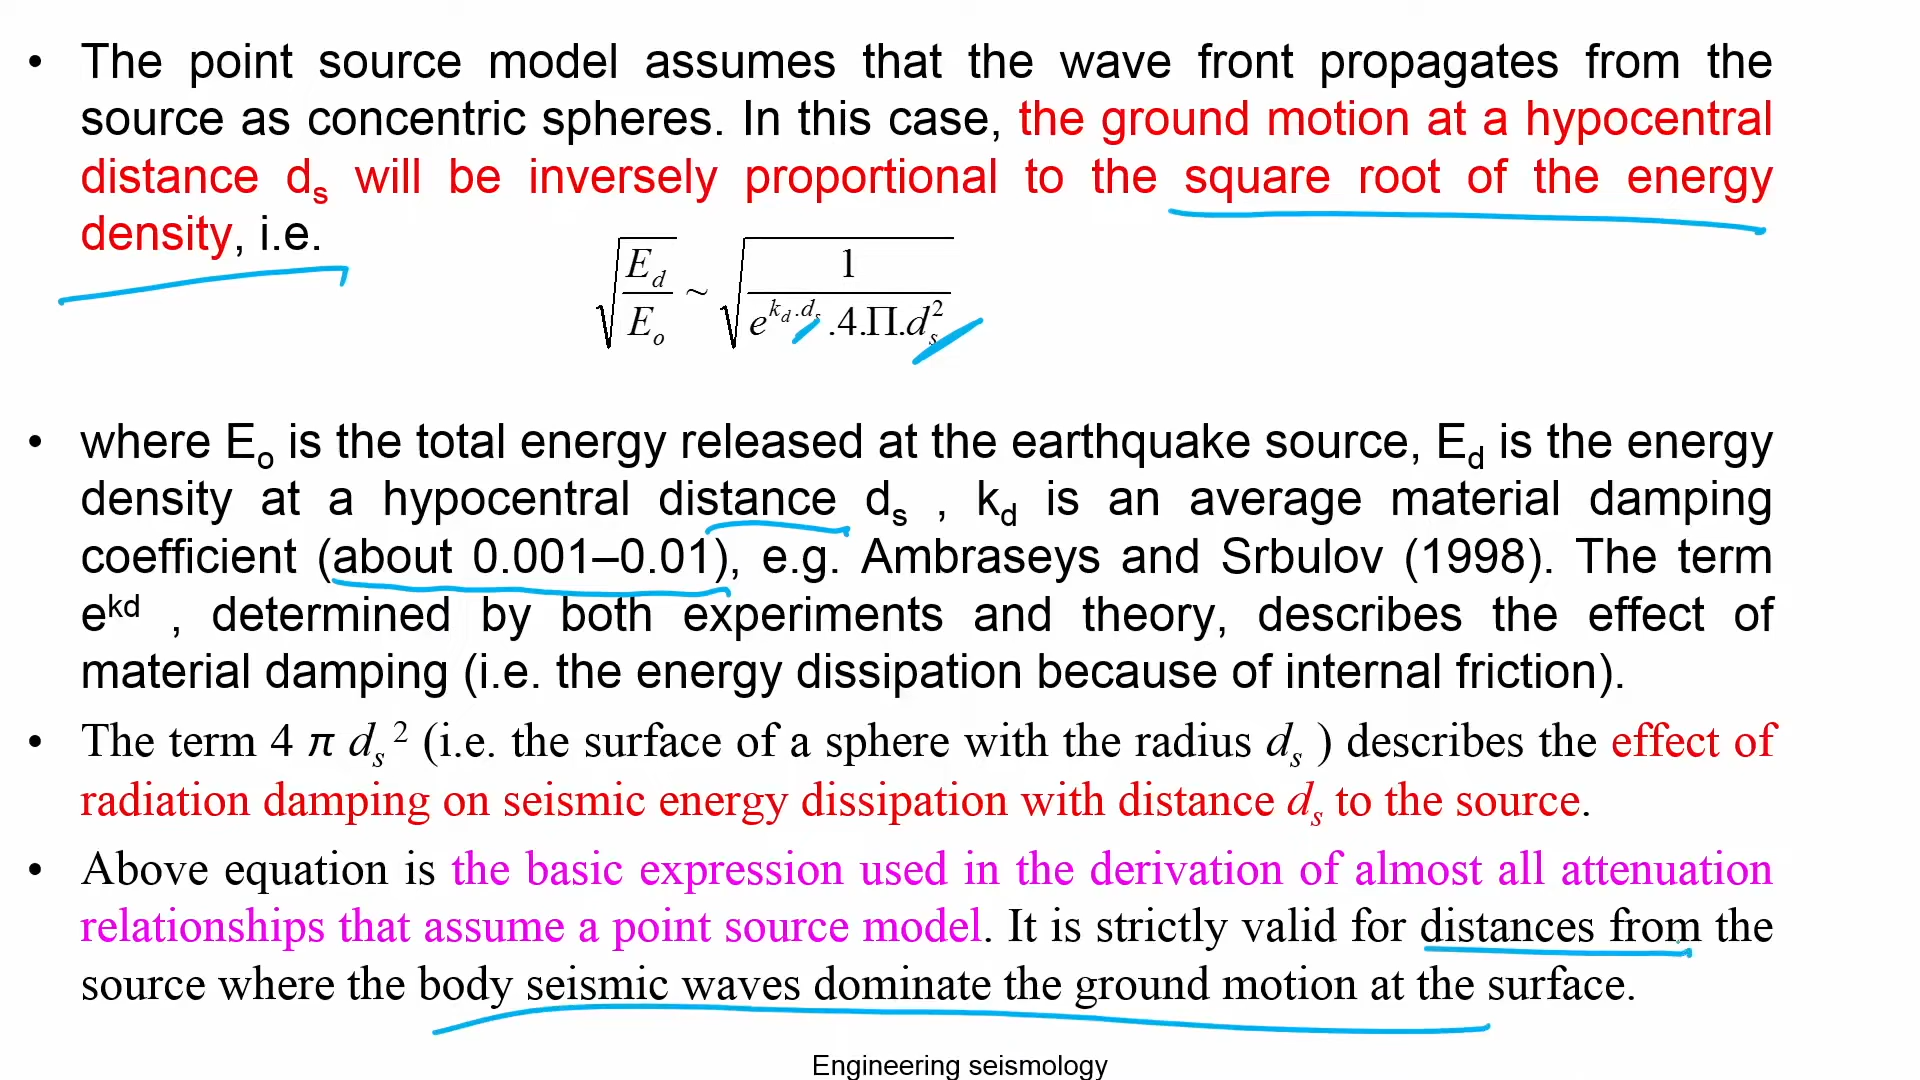 • The point source model assumes that the wave front propagates from the
source as concentric spheres. In this case, the ground motion at a hypocentral
distance dₛ will be inversely proportional to the square root of the energy
density, i.e.
√(E_d / E_o) ~ √(1 / (e^(k_d.d_s) .4.Π.d_s²))
• where Eₒ is the total energy released at the earthquake source, E_d is the energy
density at a hypocentral distance dₛ , k_d is an average material damping
coefficient (about 0.001–0.01), e.g. Ambraseys and Srbulov (1998). The term
e^kd , determined by both experiments and theory, describes the effect of
material damping (i.e. the energy dissipation because of internal friction).
• The term 4 π dₛ ² (i.e. the surface of a sphere with the radius dₛ ) describes the effect of
radiation damping on seismic energy dissipation with distance dₛ to the source.
• Above equation is the basic expression used in the derivation of almost all attenuation
relationships that assume a point source model. It is strictly valid for distances from the
source where the body seismic waves dominate the ground motion at the surface.
Engineering seismology